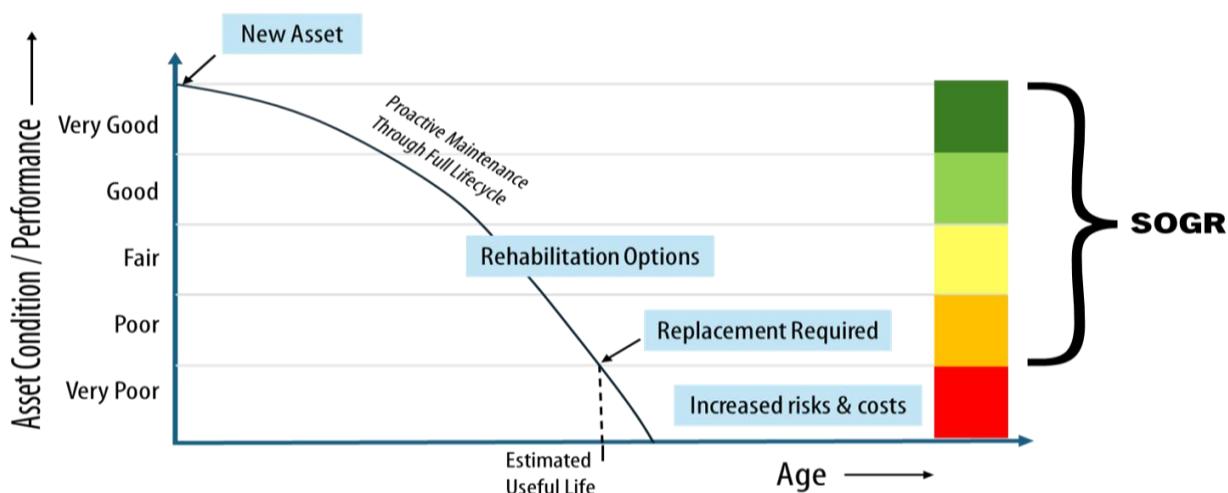 New Asset
Asset Condition / Performance
Very Good
Good
Fair
Poor
Very Poor
Proactive Maintenance
Through Full Lifecycle
Rehabilitation Options
Replacement Required
Increased risks & costs
SOGR
Estimated
Useful Life
Age